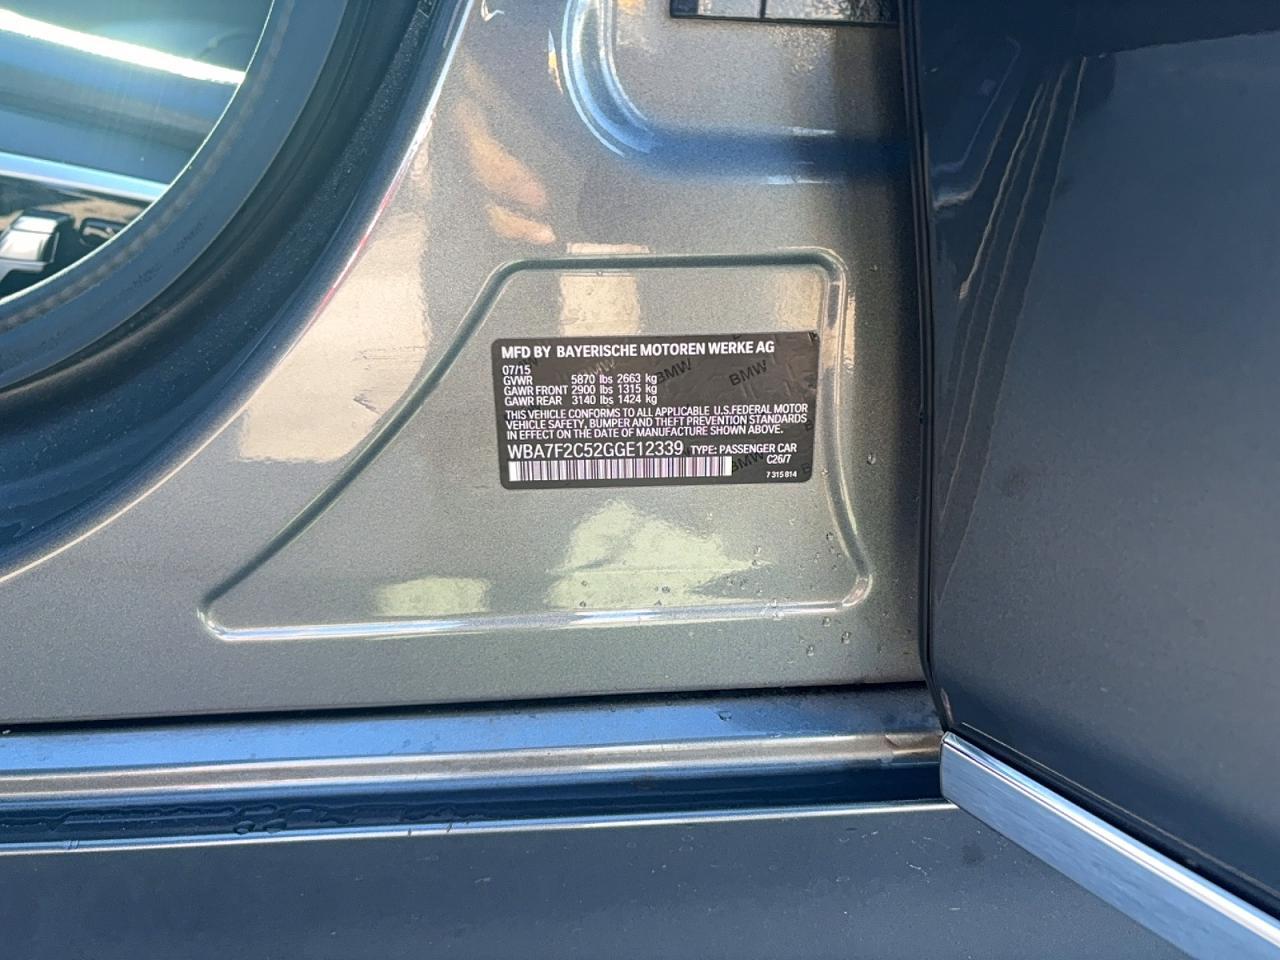 MFD BY BAYERISCHE MOTOREN WERKE AG
07/15
GVWR 5870 lbs 2663 kg
GAWR FRONT 2900 lbs 1315 kg
GAWR REAR 3140 lbs 1424 kg
THIS VEHICLE CONFORMS TO ALL APPLICABLE U.S.FEDERAL MOTOR
VEHICLE SAFETY, BUMPER AND THEFT PREVENTION STANDARDS
IN EFFECT ON THE DATE OF MANUFACTURE SHOWN ABOVE.
WBA7F2C52GGE12339 TYPE: PASSENGER CAR
C26/7
7 315 814
BMW
BMW
BMW